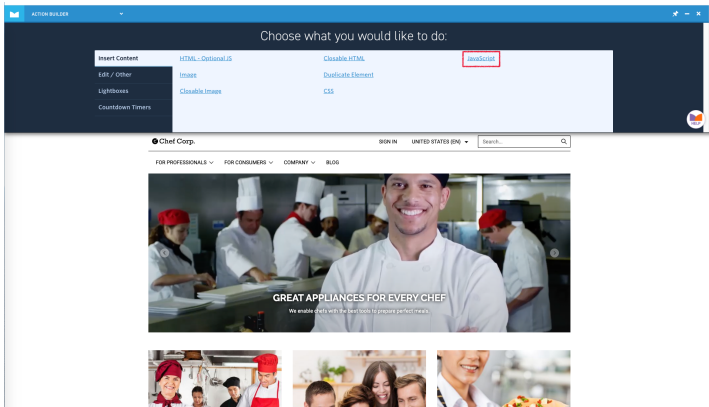 ACTION BUILDER
Choose what you would like to do:
Insert Content
HTML - Optional JS
Closable HTML
JavaScript
Edit / Other
Image
Duplicate Element
Lightboxes
Closable Image
CSS
Countdown Timers
HELP
Chef Corp.
SIGN IN
UNITED STATES (EN)
Search...
FOR PROFESSIONALS
FOR CONSUMERS
COMPANY
BLOG
GREAT APPLIANCES FOR EVERY CHEF
We enable chefs with the best tools to prepare perfect meals.